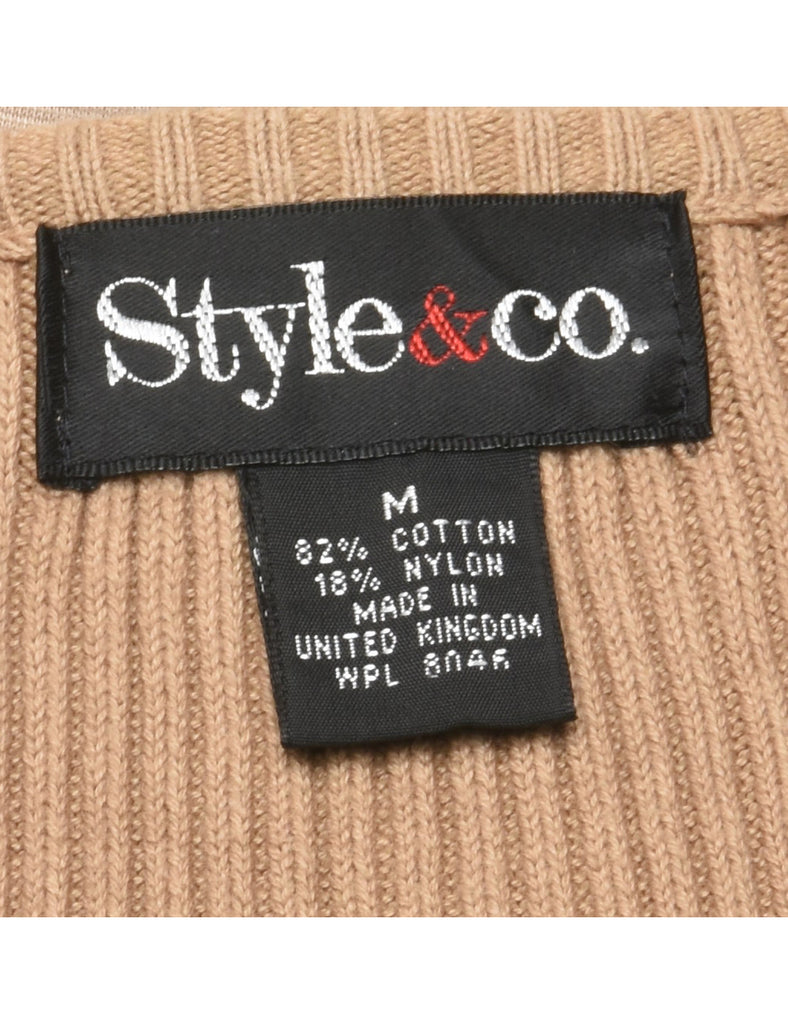 Style&co.
M
82% COTTON
18% NYLON
MADE IN
UNITED KINGDOM
WPL 8046